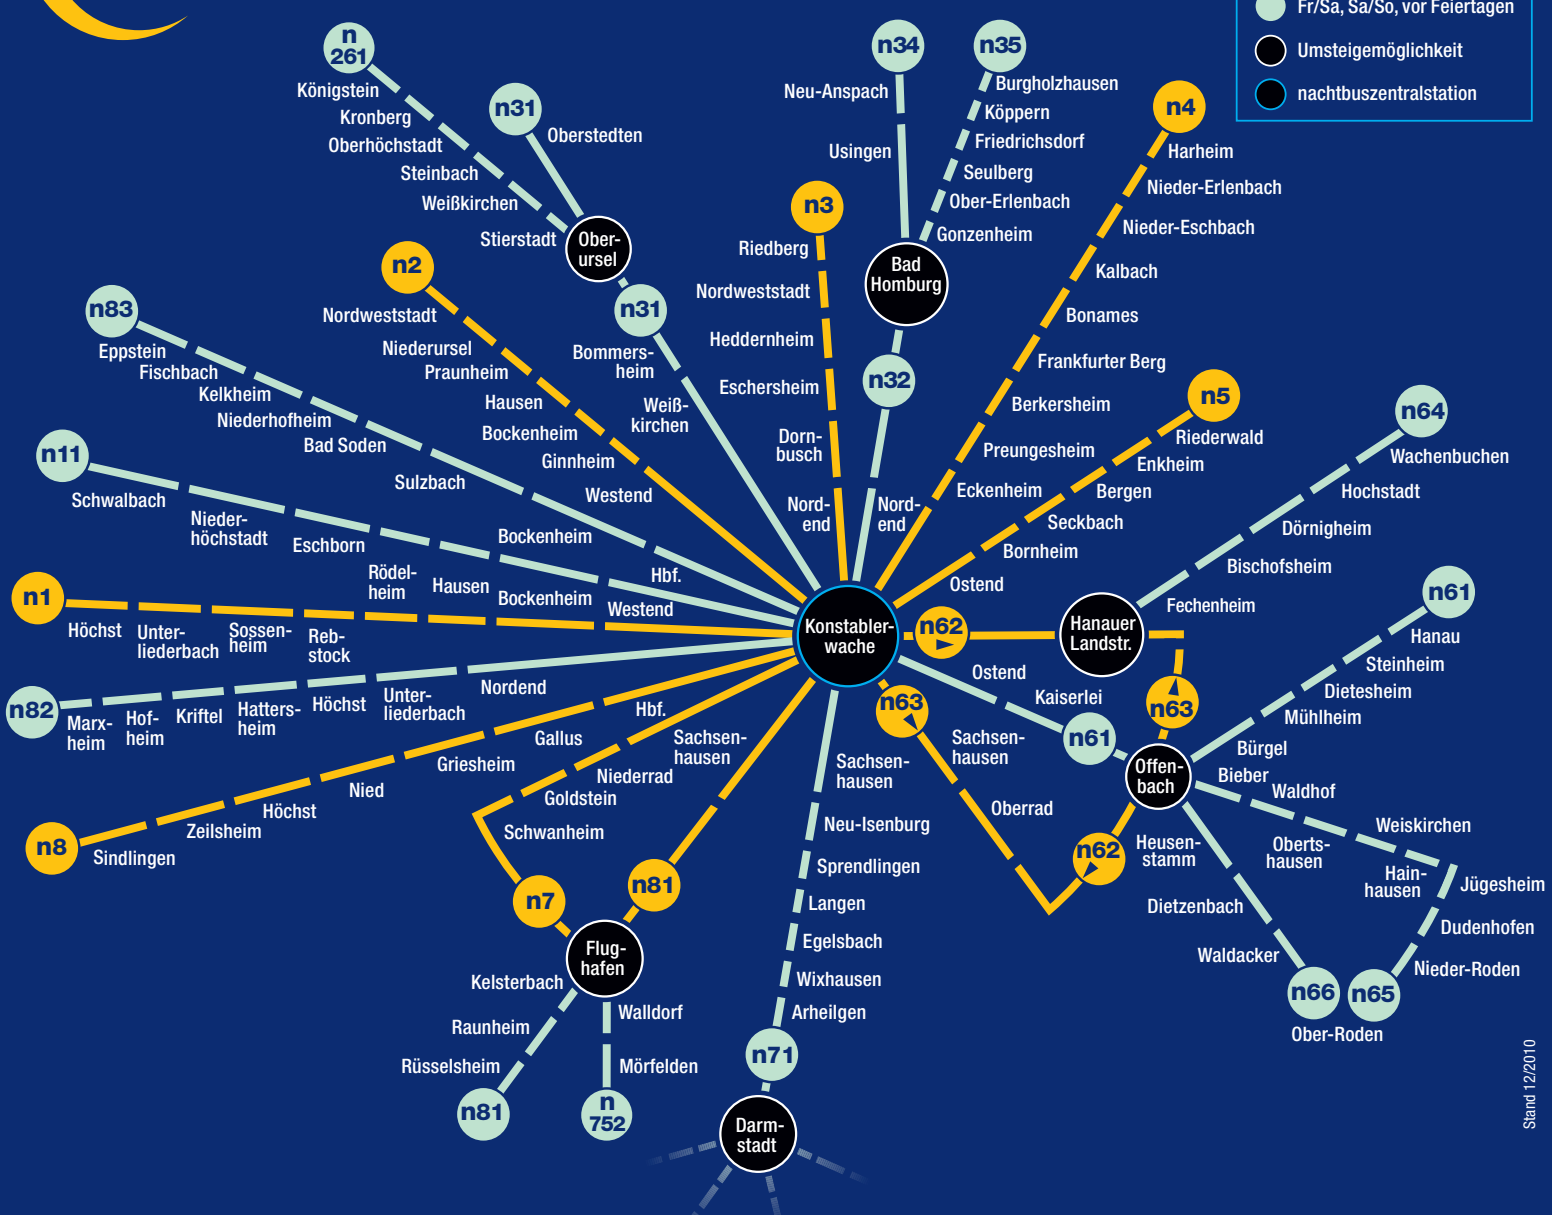 Fr/Sa, Sa/So, vor Feiertagen
Umsteigemöglichkeit
nachtbuszentralstation
n
261
Königstein
Kronberg
Oberhöchstadt
Steinbach
Weißkirchen
Stierstadt
n31
Oberstedten
Ober-
ursel
n31
Bommers-
heim
Weiß-
kirchen
n2
Nordweststadt
Niederursel
Praunheim
Hausen
Bockenheim
Ginnheim
Westend
n3
Riedberg
Nordweststadt
Heddernheim
Eschersheim
Dorn-
busch
Nord-
end
n34
Neu-Anspach
Usingen
n35
Burgholzhausen
Köppern
Friedrichsdorf
Seulberg
Ober-Erlenbach
Gonzenheim
Bad
Homburg
n32
Nord-
end
n4
Harheim
Nieder-Erlenbach
Nieder-Eschbach
Kalbach
Bonames
Frankfurter Berg
Berkersheim
Preungesheim
Eckenheim
n5
Riederwald
Enkheim
Bergen
Seckbach
Bornheim
Ostend
n64
Wachenbuchen
Hochstadt
Dörnigheim
Bischofsheim
Fechenheim
n83
Eppstein
Fischbach
Kelkheim
Niederhofheim
Bad Soden
Sulzbach
Bockenheim
Hbf.
n11
Schwalbach
Nieder-
höchstadt
Eschborn
Rödel-
heim
Hausen
Bockenheim
Westend
n1
Höchst
Unter-
liederbach
Sossen-
heim
Reb-
stock
Konstabler-
wache
n62
Hanauer
Landstr.
n63
n61
Hanau
Steinheim
Dietesheim
Mühlheim
Bürgel
Ostend
Kaiserlei
n61
Offen-
bach
n82
Marx-
heim
Hof-
heim
Kriftel
Hatters-
heim
Höchst
Unter-
liederbach
Nordend
n8
Sindlingen
Zeilsheim
Höchst
Nied
Griesheim
Gallus
Hbf.
Sachsen-
hausen
Niederrad
Goldstein
Schwanheim
n7
n81
Flug-
hafen
Kelsterbach
Raunheim
Rüsselsheim
n81
Walldorf
Mörfelden
n
752
Sachsen-
hausen
Neu-Isenburg
Sprendlingen
Langen
Egelsbach
Wixhausen
Arheilgen
n71
Darm-
stadt
n63
Sachsen-
hausen
Oberrad
n62
Bieber
Waldhof
Weiskirchen
Oberts-
hausen
Hain-
hausen
Jügesheim
Dudenhofen
Nieder-Roden
Heusen-
stamm
Dietzenbach
Waldacker
n66
n65
Ober-Roden
Stand 12/2010